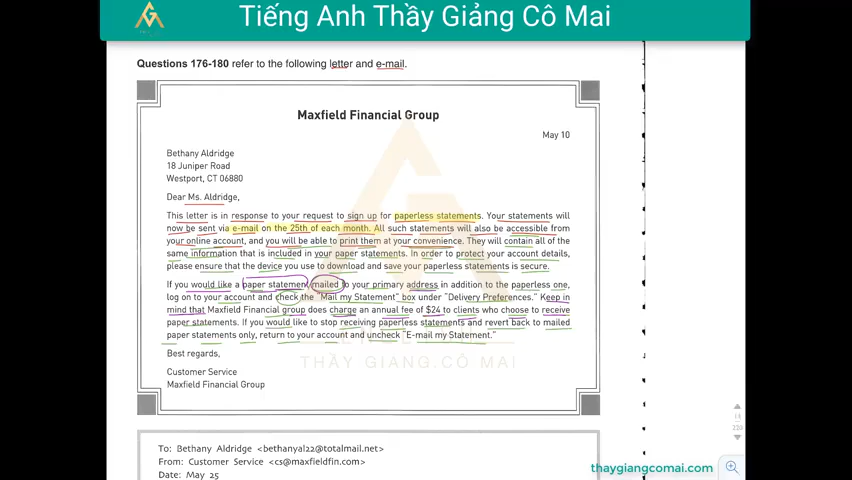 Tiếng Anh Thầy Giảng Cô Mai
Questions 176-180 refer to the following letter and e-mail.
Maxfield Financial Group
May 10
Bethany Aldridge
18 Juniper Road
Westport, CT 06880
Dear Ms. Aldridge,
This letter is in response to your request to sign up for paperless statements. Your statements will
now be sent via e-mail on the 25th of each month. All such statements will also be accessible from
your online account, and you will be able to print them at your convenience. They will contain all of the
same information that is included in your paper statements. In order to protect your account details,
please ensure that the device you use to download and save your paperless statements is secure.
If you would like a paper statement mailed to your primary address in addition to the paperless one,
log on to your account and check the "Mail my Statement" box under "Delivery Preferences." Keep in
mind that Maxfield Financial group does charge an annual fee of $24 to clients who choose to receive
paper statements. If you would like to stop receiving paperless statements and revert back to mailed
paper statements only, return to your account and uncheck "E-mail my Statement."
Best regards,
THẦY GIANG.CÔ MAI
Customer Service
Maxfield Financial Group
To: Bethany Aldridge <bethanyal22@totalmail.net>
From: Customer Service <cs@maxfieldfin.com>
Date: May 25
thaygiangcomai.com